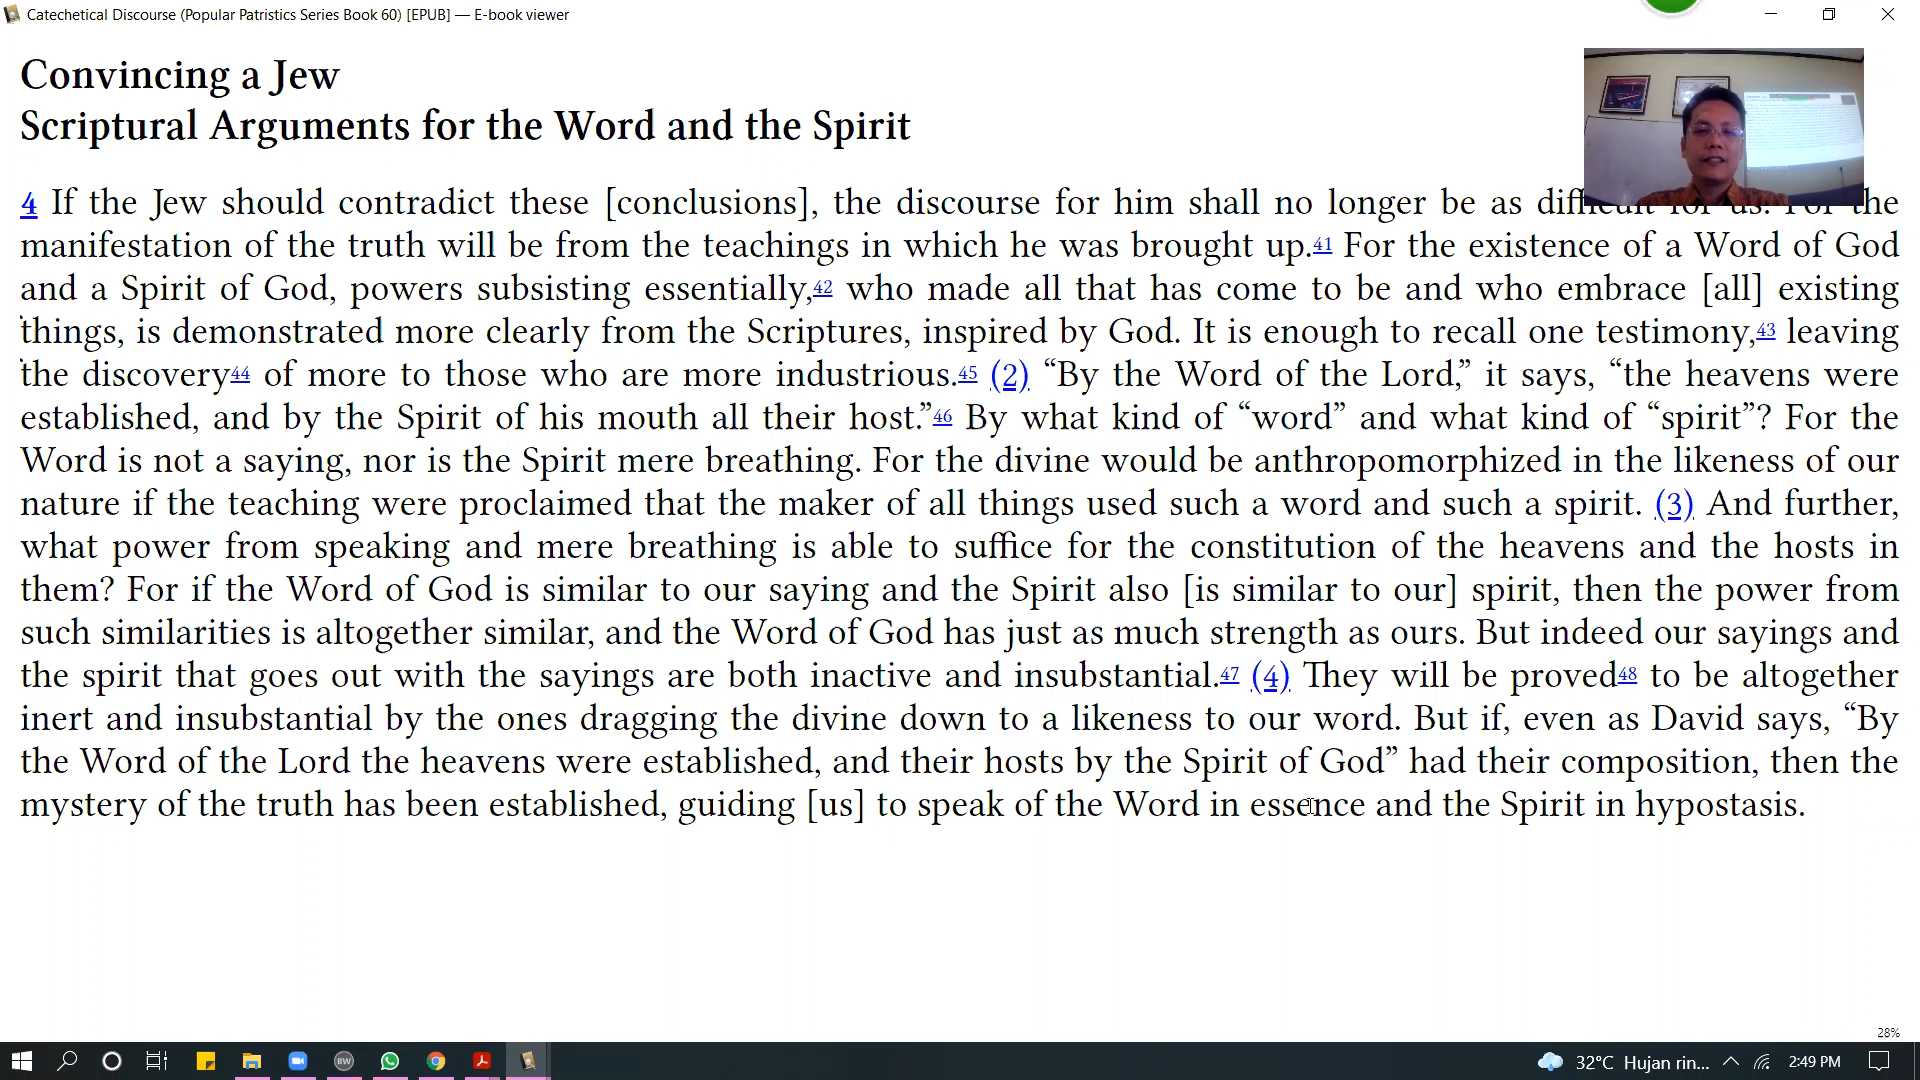 Catechetical Discourse (Popular Patristics Series Book 60) [EPUB] — E-book viewer
Convincing a Jew
Scriptural Arguments for the Word and the Spirit
4 If the Jew should contradict these [conclusions], the discourse for him shall no longer be as difficult for us. For the
manifestation of the truth will be from the teachings in which he was brought up.41 For the existence of a Word of God
and a Spirit of God, powers subsisting essentially,42 who made all that has come to be and who embrace [all] existing
things, is demonstrated more clearly from the Scriptures, inspired by God. It is enough to recall one testimony,43 leaving
the discovery44 of more to those who are more industrious.45 (2) “By the Word of the Lord,” it says, “the heavens were
established, and by the Spirit of his mouth all their host.”46 By what kind of “word” and what kind of “spirit”? For the
Word is not a saying, nor is the Spirit mere breathing. For the divine would be anthropomorphized in the likeness of our
nature if the teaching were proclaimed that the maker of all things used such a word and such a spirit. (3) And further,
what power from speaking and mere breathing is able to suffice for the constitution of the heavens and the hosts in
them? For if the Word of God is similar to our saying and the Spirit also [is similar to our] spirit, then the power from
such similarities is altogether similar, and the Word of God has just as much strength as ours. But indeed our sayings and
the spirit that goes out with the sayings are both inactive and insubstantial.47 (4) They will be proved48 to be altogether
inert and insubstantial by the ones dragging the divine down to a likeness to our word. But if, even as David says, “By
the Word of the Lord the heavens were established, and their hosts by the Spirit of God” had their composition, then the
mystery of the truth has been established, guiding [us] to speak of the Word in essence and the Spirit in hypostasis.
28%
BW
32°C Hujan rin...
2:49 PM